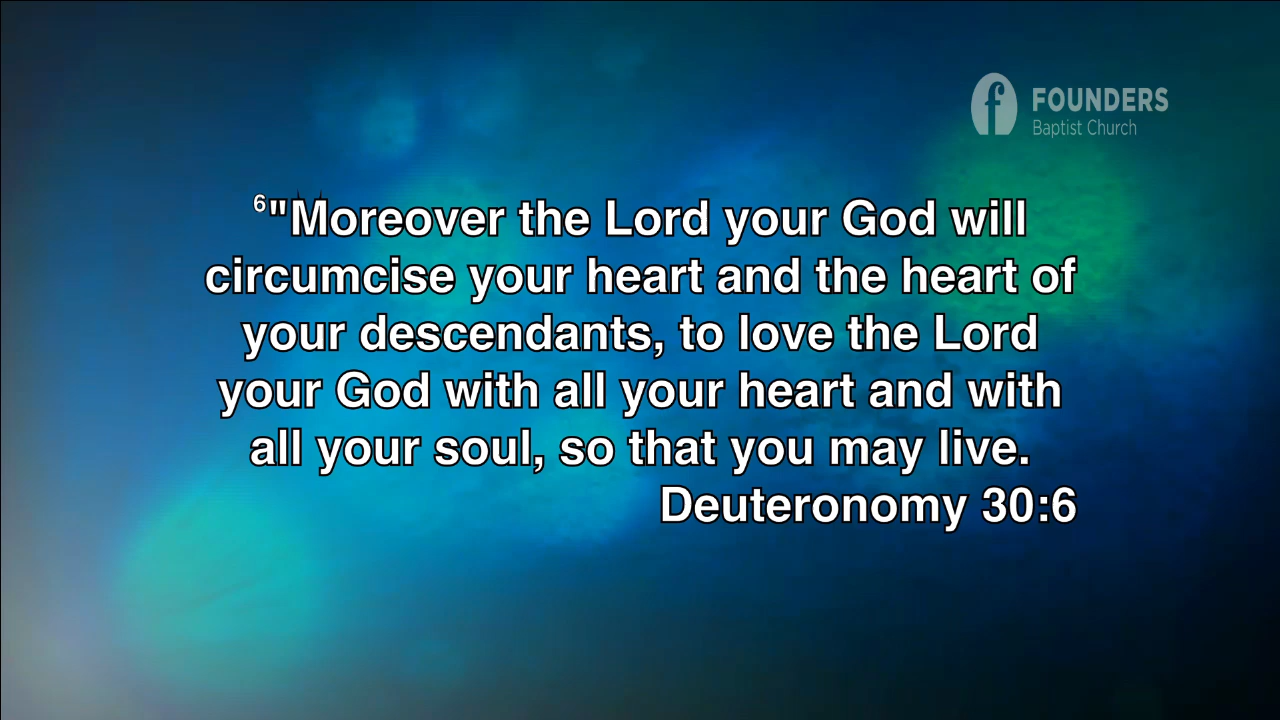 FOUNDERS
Baptist Church
6"Moreover the Lord your God will
circumcise your heart and the heart of
your descendants, to love the Lord
your God with all your heart and with
all your soul, so that you may live.
Deuteronomy 30:6